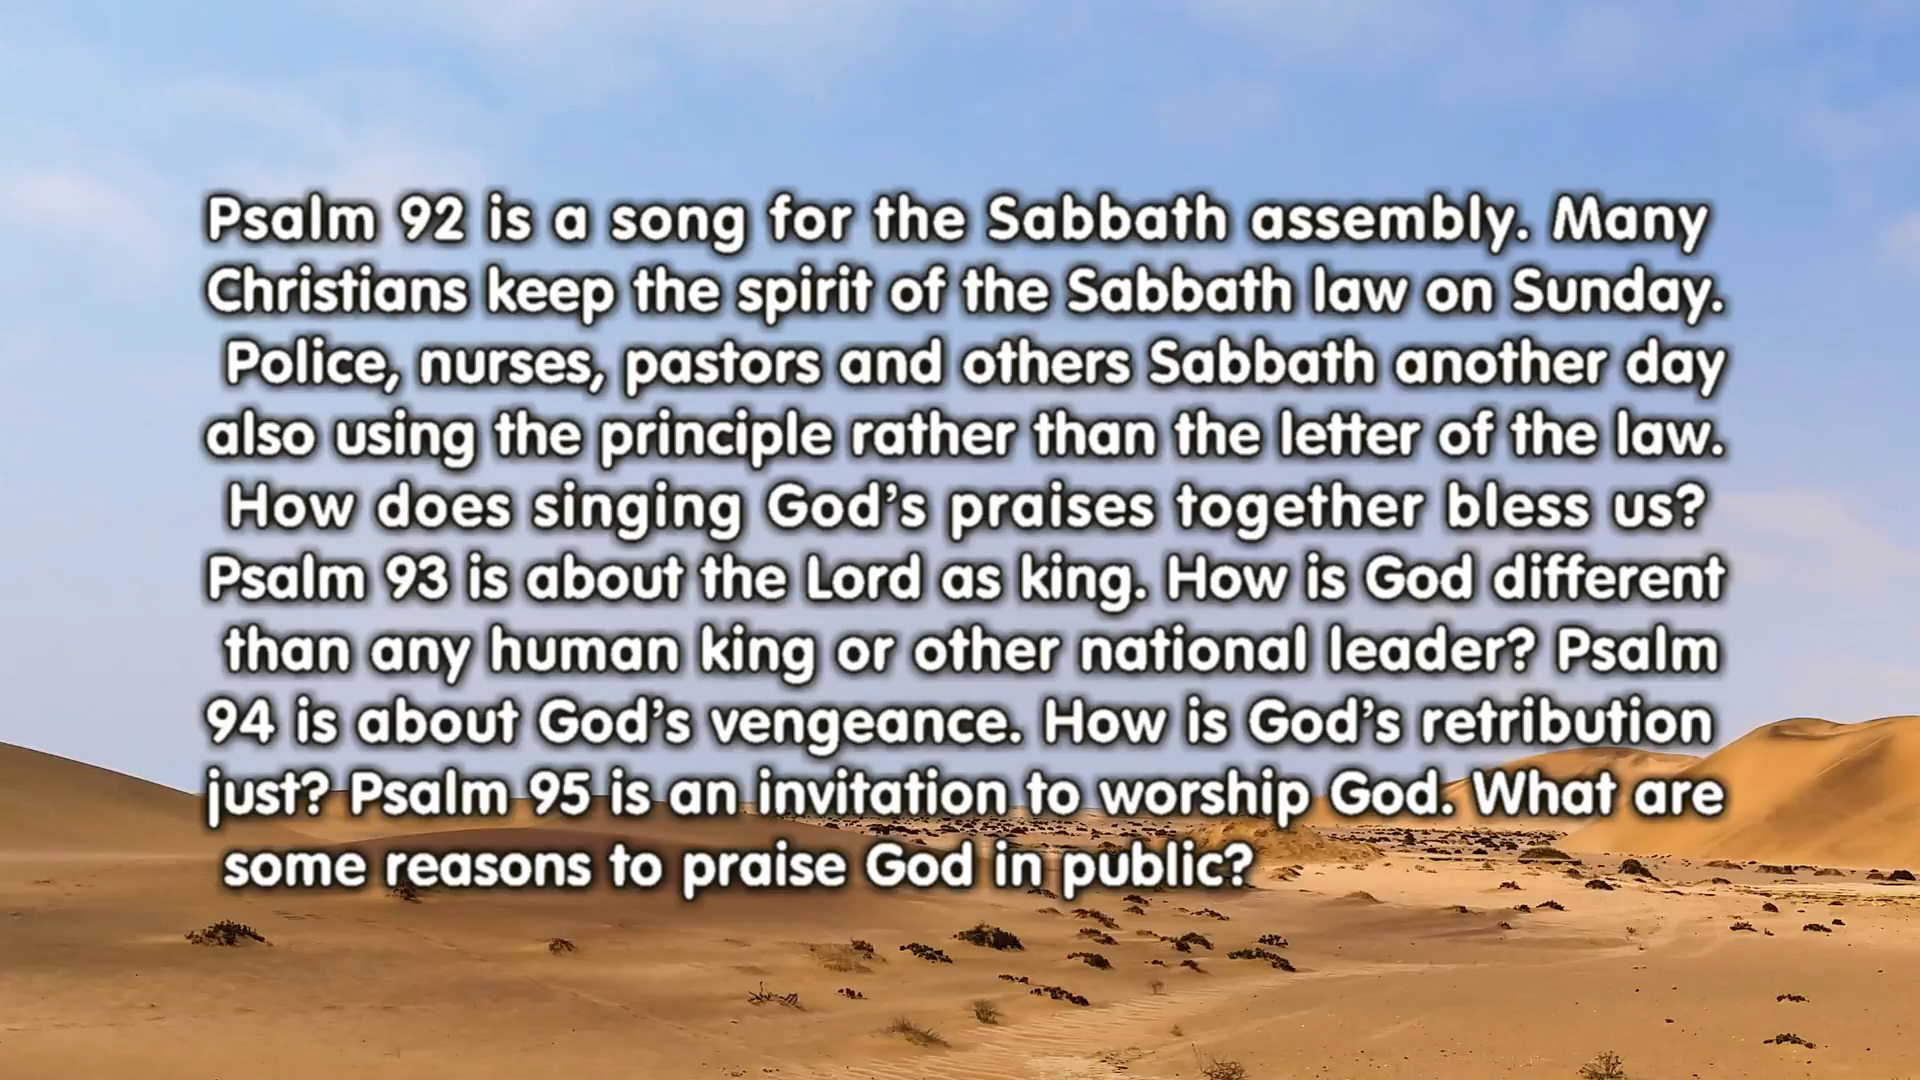 Psalm 92 is a song for the Sabbath assembly. Many
Christians keep the spirit of the Sabbath law on Sunday.
Police, nurses, pastors and others Sabbath another day
also using the principle rather than the letter of the law.
How does singing God’s praises together bless us?
Psalm 93 is about the Lord as king. How is God different
than any human king or other national leader? Psalm
94 is about God’s vengeance. How is God’s retribution
just? Psalm 95 is an invitation to worship God. What are
some reasons to praise God in public?